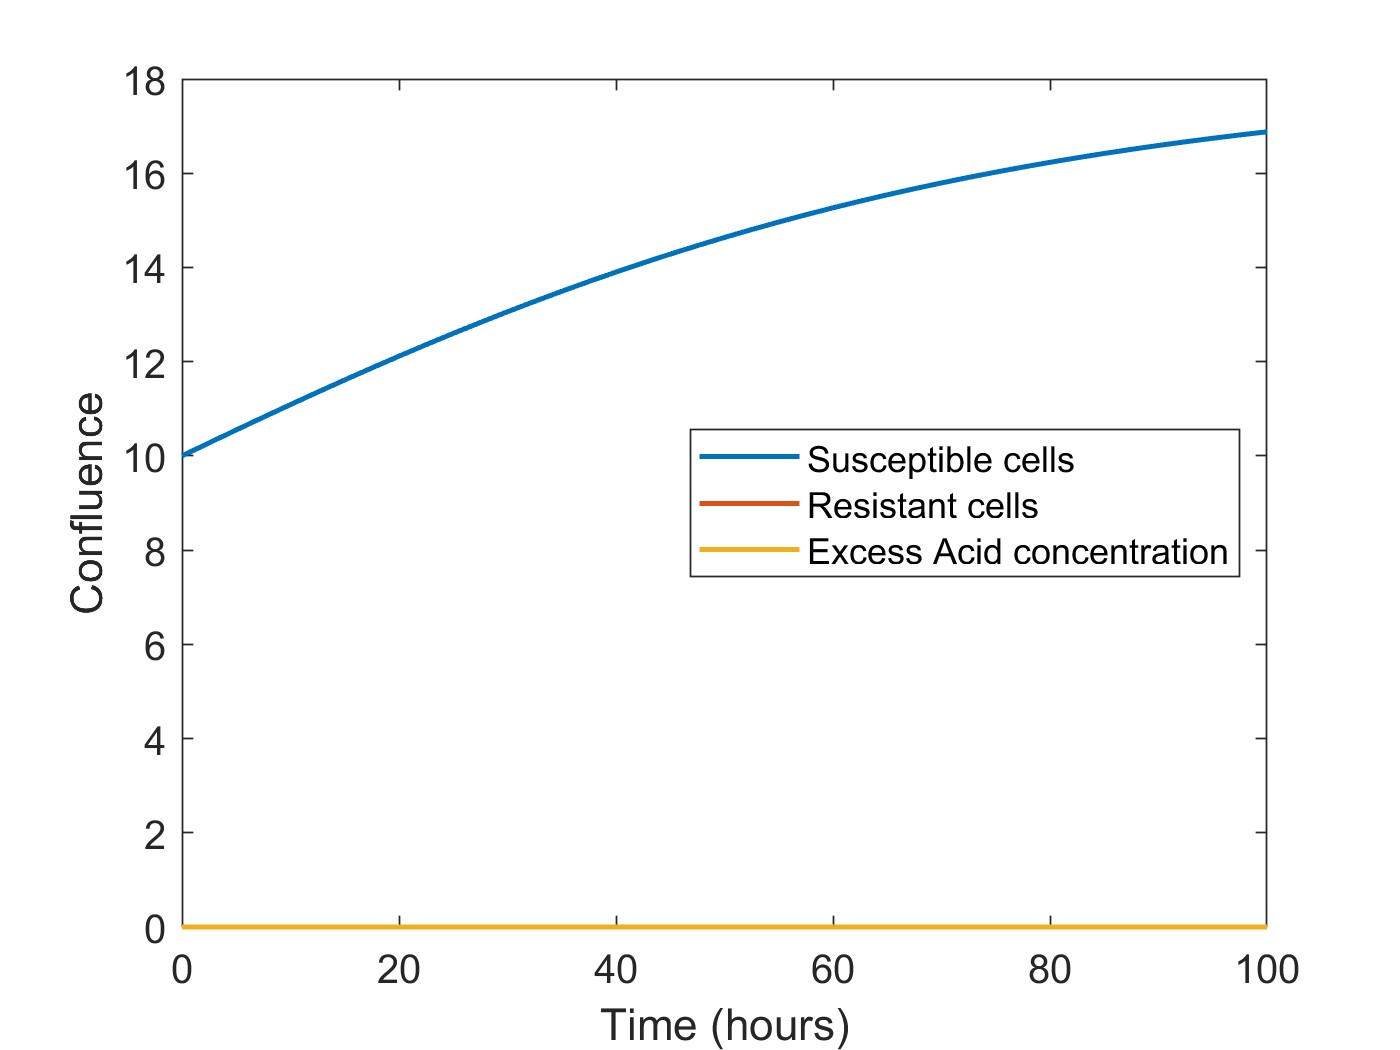 18
16
14
12
10
8
6
4
2
0
Confluence
Susceptible cells
Resistant cells
Excess Acid concentration
0 20 40 60 80 100
Time (hours)